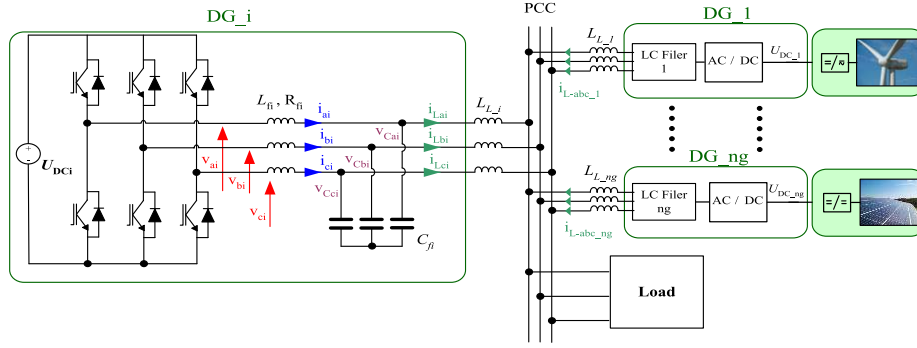 DG_i
PCC
DG_1
L_fi , R_fi
i_ai
i_Lai
L_L_i
L_L_1
LC Filer 1
AC / DC
U_DC_1
=/≈
v_Cai
i_bi
i_Lbi
i_L-abc_1
+
U_DCi
v_ai
v_bi
v_Cbi
i_ci
i_Lci
DG_ng
v_ci
v_Cci
L_L_ng
LC Filer ng
AC / DC
U_DC_ng
=/=
C_fi
i_L-abc_ng
Load